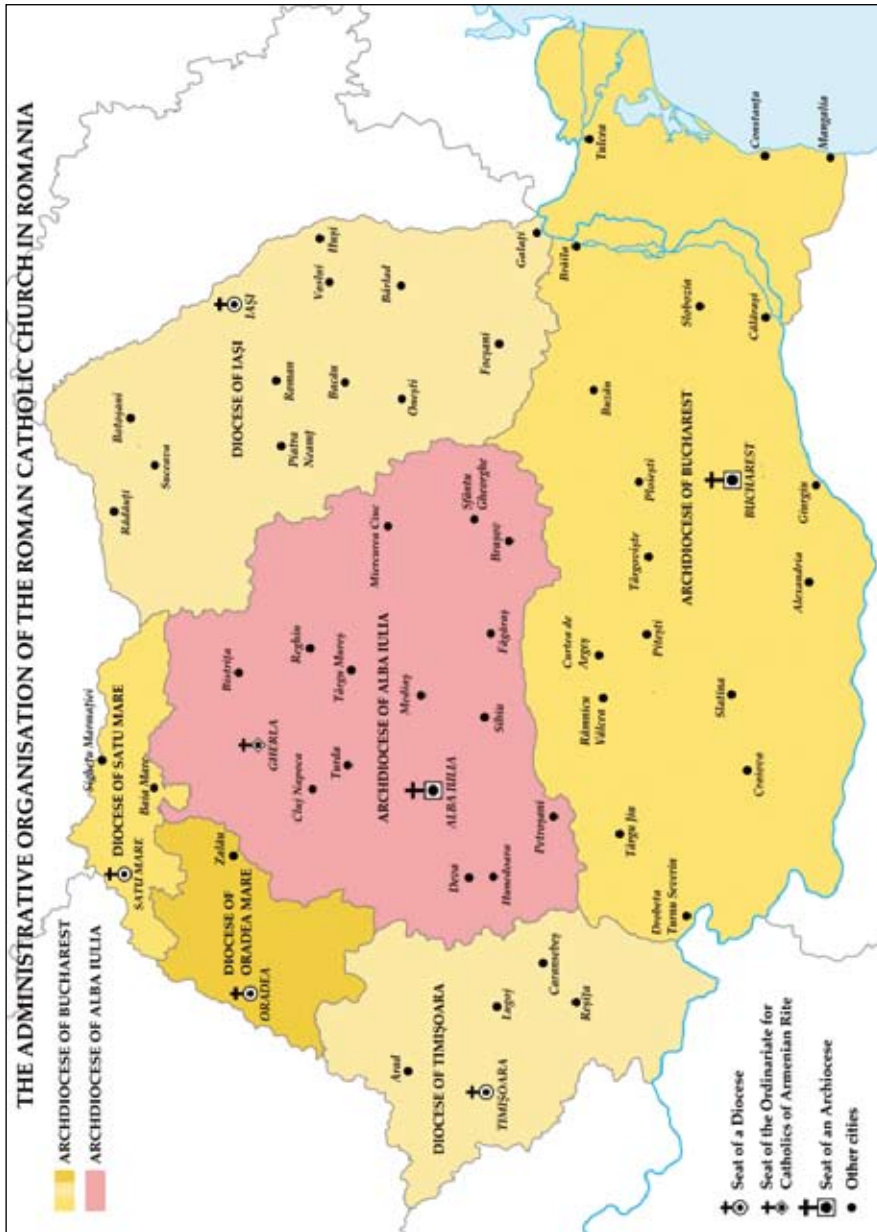 THE ADMINISTRATIVE ORGANISATION OF THE ROMAN CATHOLIC CHURCH IN ROMANIA
ARCHDIOCESE OF BUCHAREST
ARCHDIOCESE OF ALBA IULIA
Sighetu Marmației
DIOCESE OF SATU MARE
SATU MARE
Baia Mare
DIOCESE OF
ORADEA MARE
ORADEA
Zalău
Rădăuți
Botoșani
Suceava
DIOCESE OF IAȘI
IAȘI
Piatra
Neamț
Roman
Vaslui
Huși
Bacău
Onești
Bârlad
Focșani
Galați
Bistrița
GHERLA
Cluj Napoca
Reghin
Turda
Târgu Mureș
Miercurea Ciuc
ARCHDIOCESE OF ALBA IULIA
ALBA IULIA
Mediaș
Sfântu
Gheorghe
Deva
Sibiu
Făgăraș
Brașov
Hunedoara
Petroșani
DIOCESE OF TIMIȘOARA
Arad
TIMIȘOARA
Lugoj
Caransebeș
Reșița
Drobeta
Turnu Severin
Târgu Jiu
Râmnicu
Vâlcea
Curtea de
Argeș
Pitești
Târgoviște
Ploiești
Buzău
Brăila
Tulcea
ARCHDIOCESE OF BUCHAREST
BUCHAREST
Slobozia
Călărași
Constanța
Mangalia
Craiova
Slatina
Alexandria
Giurgiu
Seat of a Diocese
Seat of the Ordinariate for
Catholics of Armenian Rite
Seat of an Archiocese
Other cities